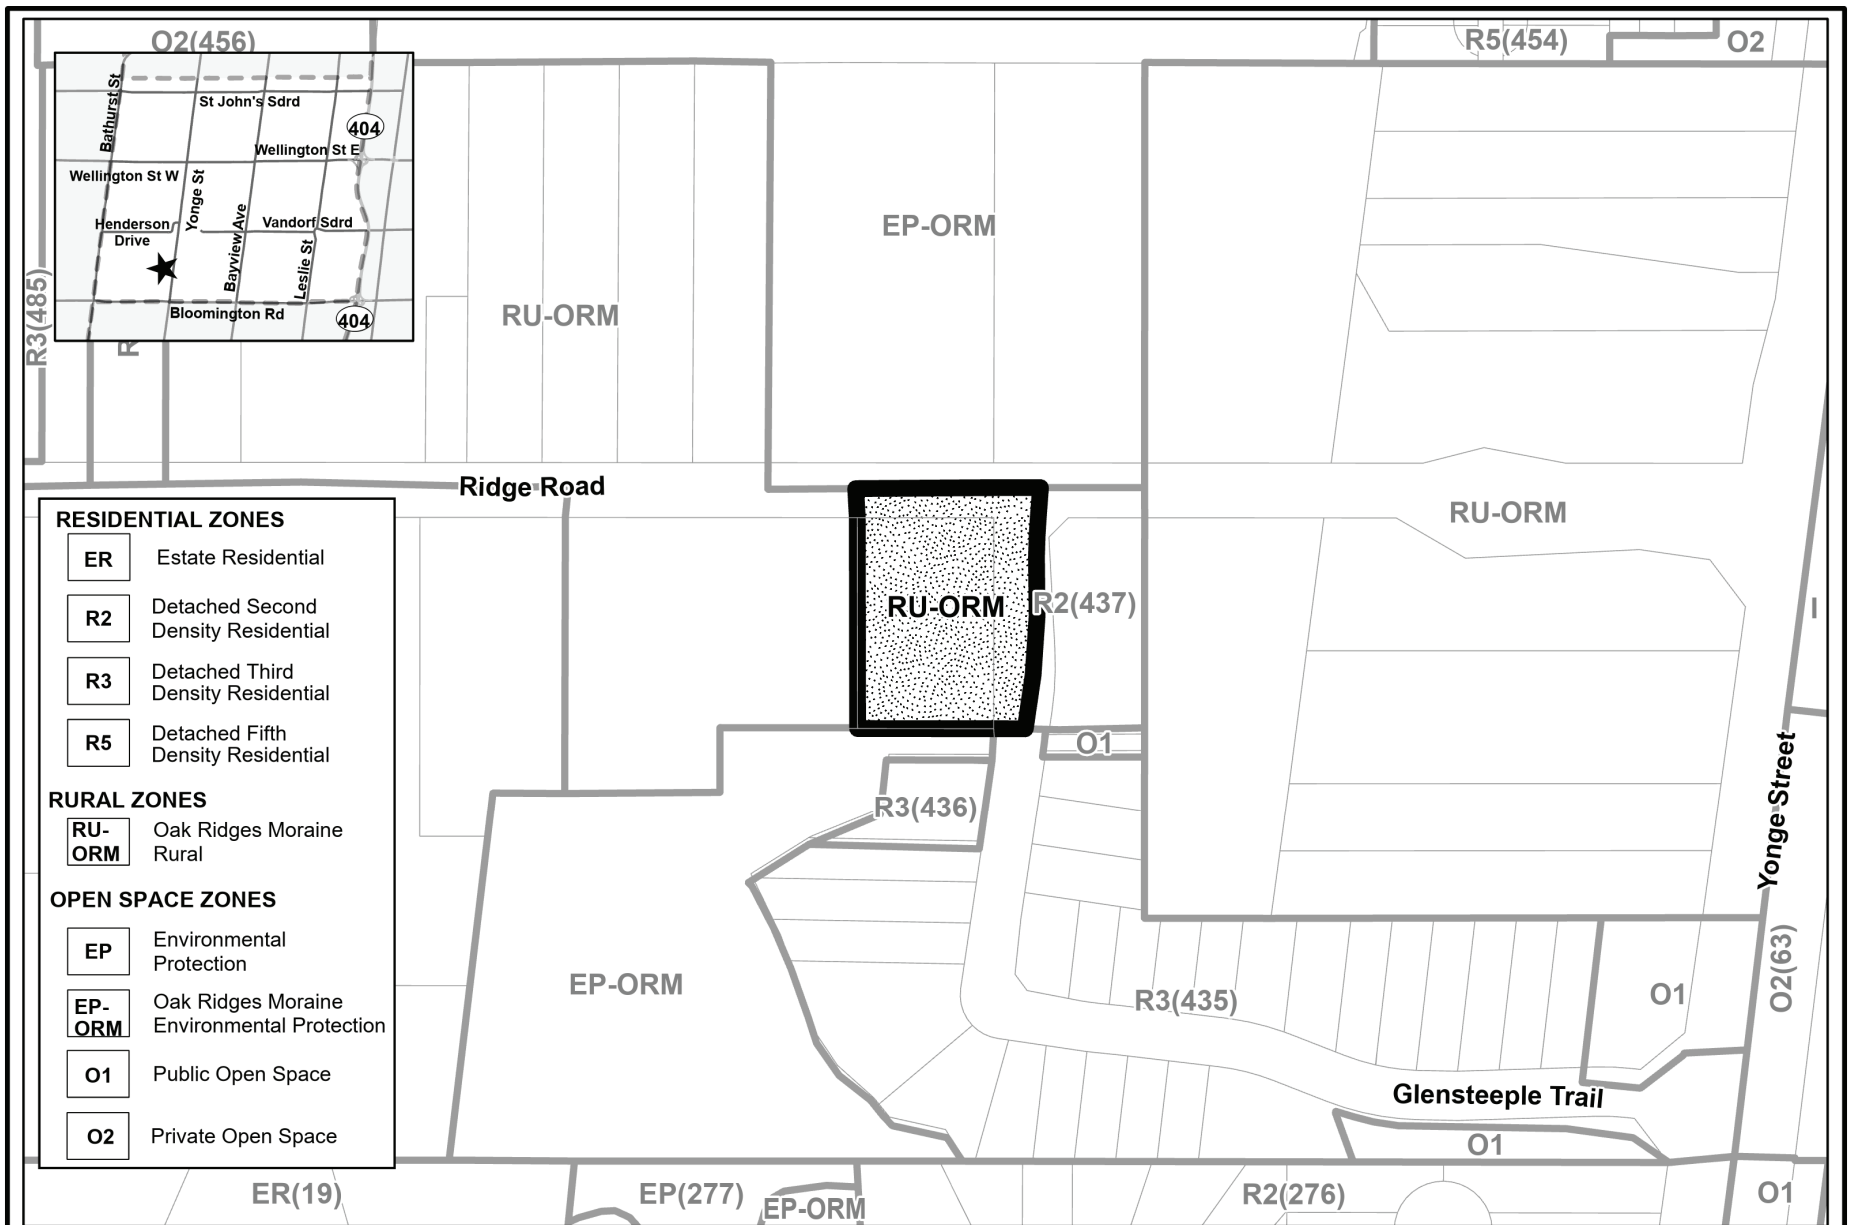 O2(456)
R5(454)
O2
St John's Sdrd
Bathurst St
404
Wellington St E
Wellington St W
Yonge St
Henderson
Drive
Bayview Ave
Vandorf Sdrd
Leslie St
Bloomington Rd
404
R3(485)
R
RU-ORM
EP-ORM
Ridge Road
RU-ORM
RU-ORM
R2(437)
I
O1
R3(436)
Yonge Street
EP-ORM
R3(435)
O1
O2(63)
Glensteeple Trail
O1
ER(19)
EP(277)
EP-ORM
R2(276)
O1
RESIDENTIAL ZONES
ER Estate Residential
R2 Detached Second
Density Residential
R3 Detached Third
Density Residential
R5 Detached Fifth
Density Residential
RURAL ZONES
RU- Oak Ridges Moraine
ORM Rural
OPEN SPACE ZONES
EP Environmental
Protection
EP- Oak Ridges Moraine
ORM Environmental Protection
O1 Public Open Space
O2 Private Open Space